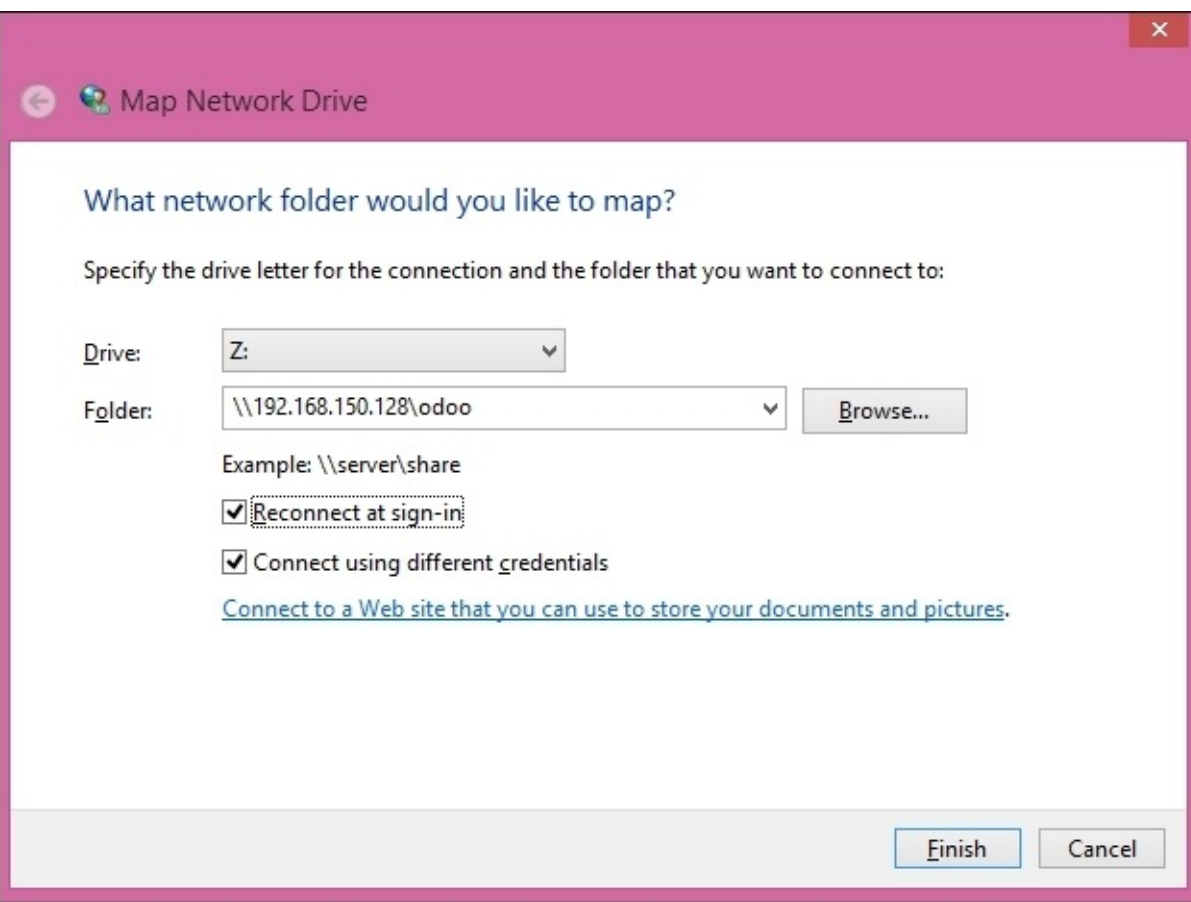 Map Network Drive
What network folder would you like to map?
Specify the drive letter for the connection and the folder that you want to connect to:
Drive: Z:
Folder: \\192.168.150.128\odoo Browse...
Example: \\server\share
Reconnect at sign-in
Connect using different credentials
Connect to a Web site that you can use to store your documents and pictures.
Finish Cancel